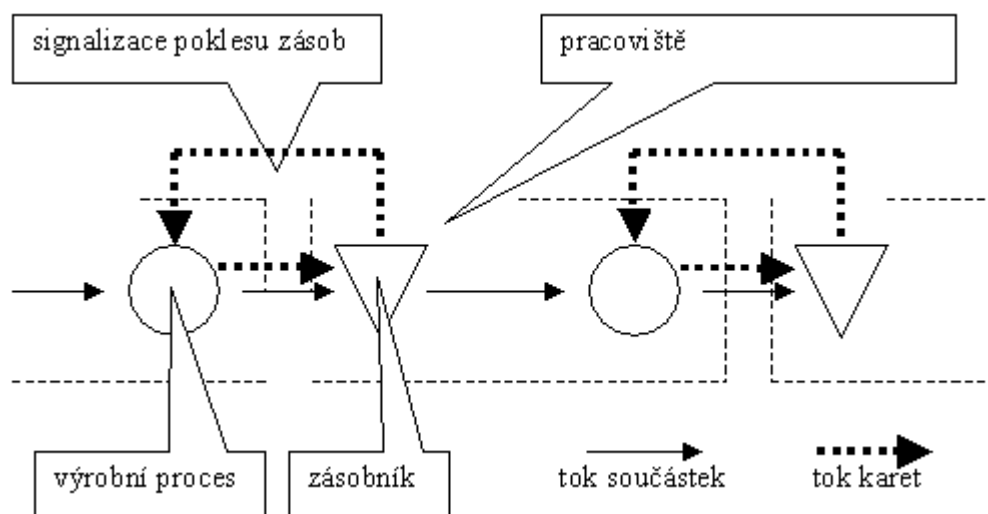 signalizace poklesu zásob
pracoviště
výrobní proces
zásobník
tok součástek
tok karet